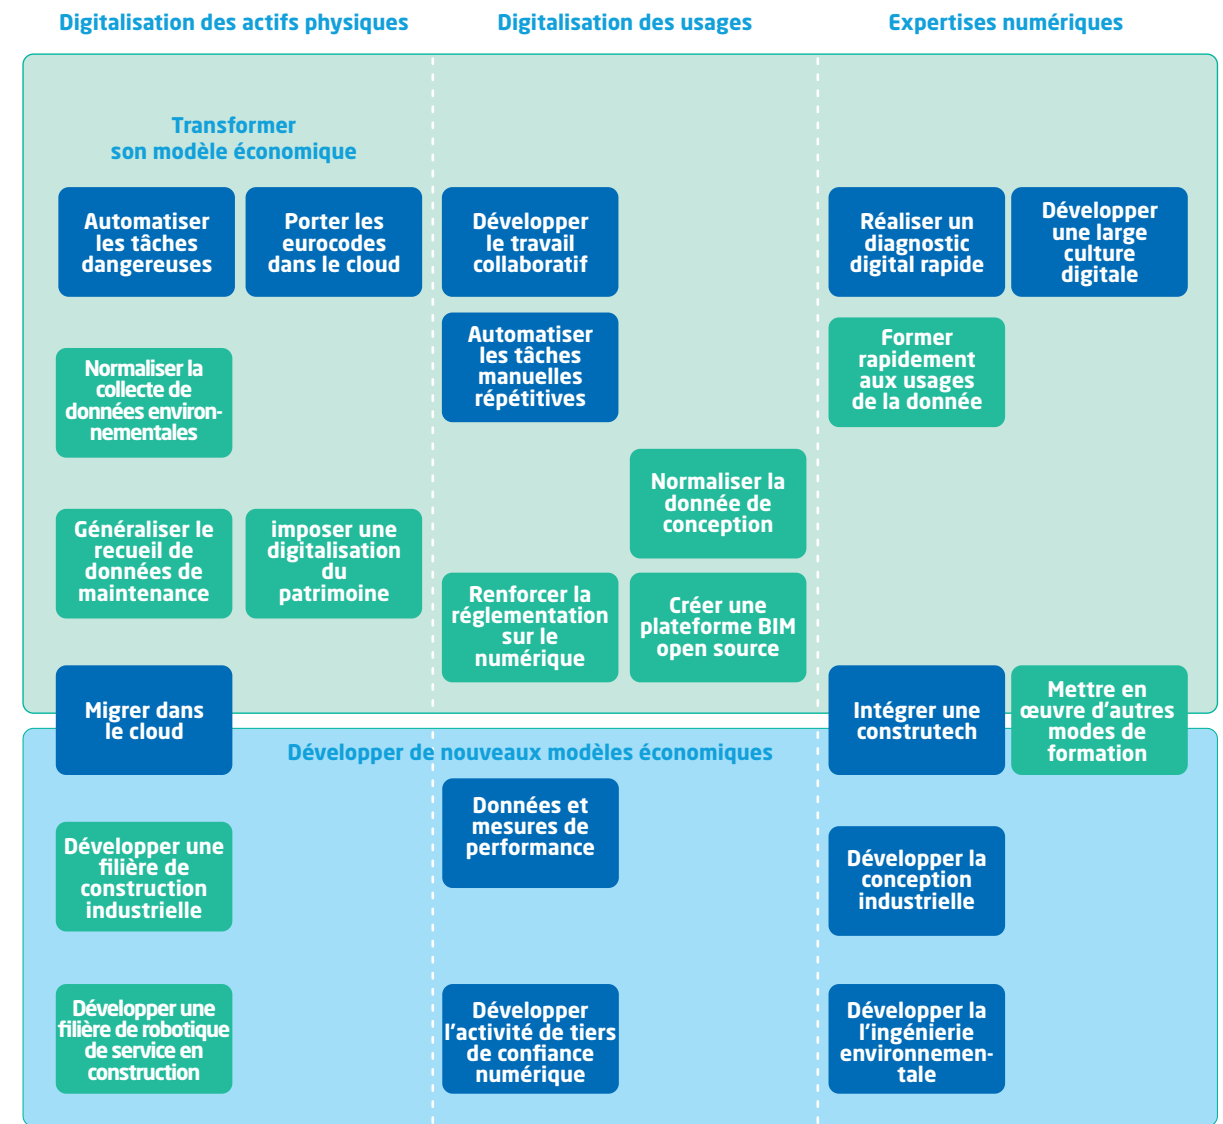 Digitalisation des actifs physiques
Digitalisation des usages
Expertises numériques
Transformer
son modèle économique
Automatiser
les tâches
dangereuses
Porter les
eurocodes
dans le cloud
Développer
le travail
collaboratif
Réaliser un
diagnostic
digital rapide
Développer
une large
culture
digitale
Automatiser
les tâches
manuelles
répétitives
Former
rapidement
aux usages
de la donnée
Normaliser la
collecte de
données environ-
nementales
Normaliser la
donnée de
conception
Généraliser le
recueil de
données de
maintenance
imposer une
digitalisation
du
patrimoine
Renforcer la
réglementation
sur le
numérique
Créer une
plateforme BIM
open source
Migrer dans
le cloud
Intégrer une
construtech
Mettre en
œuvre d'autres
modes de
formation
Développer de nouveaux modèles économiques
Données et
mesures de
performance
Développer une
filière de
construction
industrielle
Développer la
conception
industrielle
Développer une
filière de robotique
de service en
construction
Développer
l'activité de tiers
de confiance
numérique
Développer la
l'ingénierie
environnemen-
tale